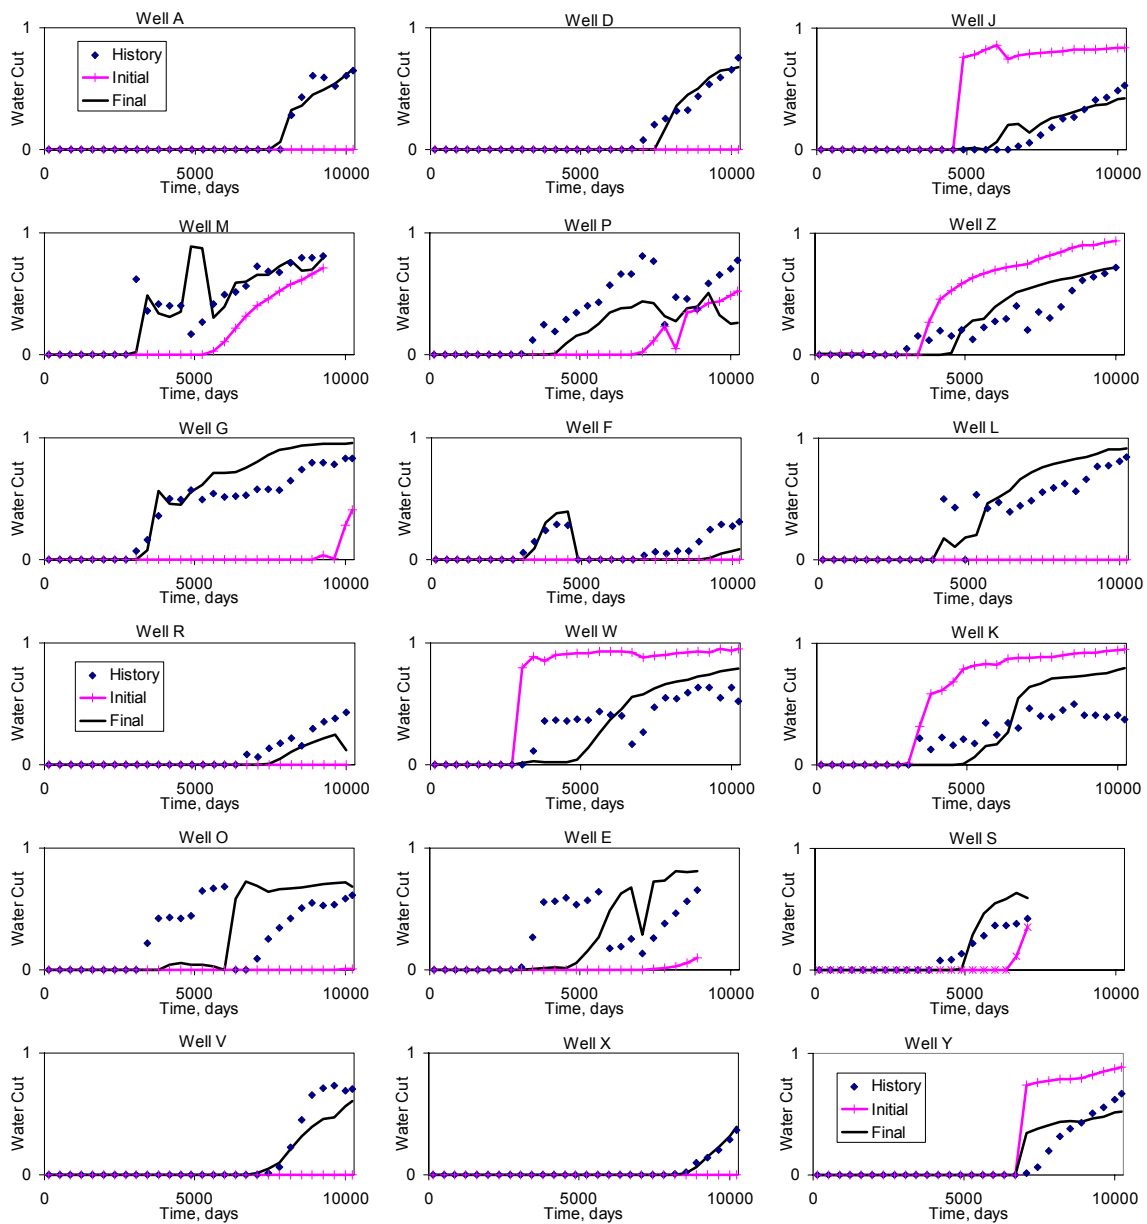 Well A
Well D
Well J
1
1
1
History
Initial
Final
Water Cut
Water Cut
Water Cut
0
0
0
0
5000
10000
0
5000
10000
0
5000
10000
Time, days
Time, days
Time, days
Well M
Well P
Well Z
1
1
1
Water Cut
Water Cut
Water Cut
0
0
0
0
5000
10000
0
5000
10000
0
5000
10000
Time, days
Time, days
Time, days
Well G
Well F
Well L
1
1
1
Water Cut
Water Cut
Water Cut
0
0
0
0
5000
10000
0
5000
10000
0
5000
10000
Time, days
Time, days
Time, days
Well R
Well W
Well K
1
1
1
History
Initial
Final
Water Cut
Water Cut
Water Cut
0
0
0
0
5000
10000
0
5000
10000
0
5000
10000
Time, days
Time, days
Time, days
Well O
Well E
Well S
1
1
1
Water Cut
Water Cut
Water Cut
0
0
0
0
5000
10000
0
5000
10000
0
5000
10000
Time, days
Time, days
Time, days
Well V
Well X
Well Y
1
1
1
History
Initial
Final
Water Cut
Water Cut
Water Cut
0
0
0
0
5000
10000
0
5000
10000
0
5000
10000
Time, days
Time, days
Time, days